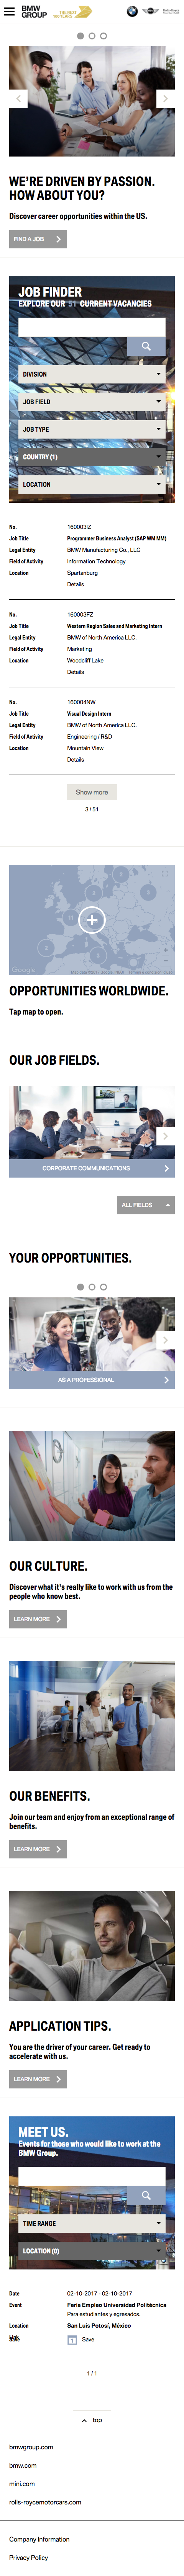 BMW
GROUP
THE NEXT
100 YEARS
WE'RE DRIVEN BY PASSION.
HOW ABOUT YOU?
Discover career opportunities within the US.
FIND A JOB
JOB FINDER
EXPLORE OUR 51 CURRENT VACANCIES
DIVISION
JOB FIELD
JOB TYPE
COUNTRY (1)
LOCATION
No. 160003IZ
Job Title Programmer Business Analyst (SAP WM MM)
Legal Entity BMW Manufacturing Co., LLC
Field of Activity Information Technology
Location Spartanburg
Details
No. 160003FZ
Job Title Western Region Sales and Marketing Intern
Legal Entity BMW of North America LLC.
Field of Activity Marketing
Location Woodcliff Lake
Details
No. 160004NW
Job Title Visual Design Intern
Legal Entity BMW of North America LLC.
Field of Activity Engineering / R&D
Location Mountain View
Details
Show more
3 / 51
Google
OPPORTUNITIES WORLDWIDE.
Tap map to open.
OUR JOB FIELDS.
CORPORATE COMMUNICATIONS
ALL FIELDS
YOUR OPPORTUNITIES.
AS A PROFESSIONAL
OUR CULTURE.
Discover what it's really like to work with us from the
people who know best.
LEARN MORE
OUR BENEFITS.
Join our team and enjoy from an exceptional range of
benefits.
LEARN MORE
APPLICATION TIPS.
You are the driver of your career. Get ready to
accelerate with us.
LEARN MORE
MEET US.
Events for those who would like to work at the
BMW Group.
TIME RANGE
LOCATION (0)
Date 02-10-2017 - 02-10-2017
Event Feria Empleo Universidad Politécnica
Para estudiantes y egresados.
Location San Luis Potosí, México
Link
Save 1 Save
1 / 1
top
bmwgroup.com
bmw.com
mini.com
rolls-roycemotorcars.com
Company Information
Privacy Policy